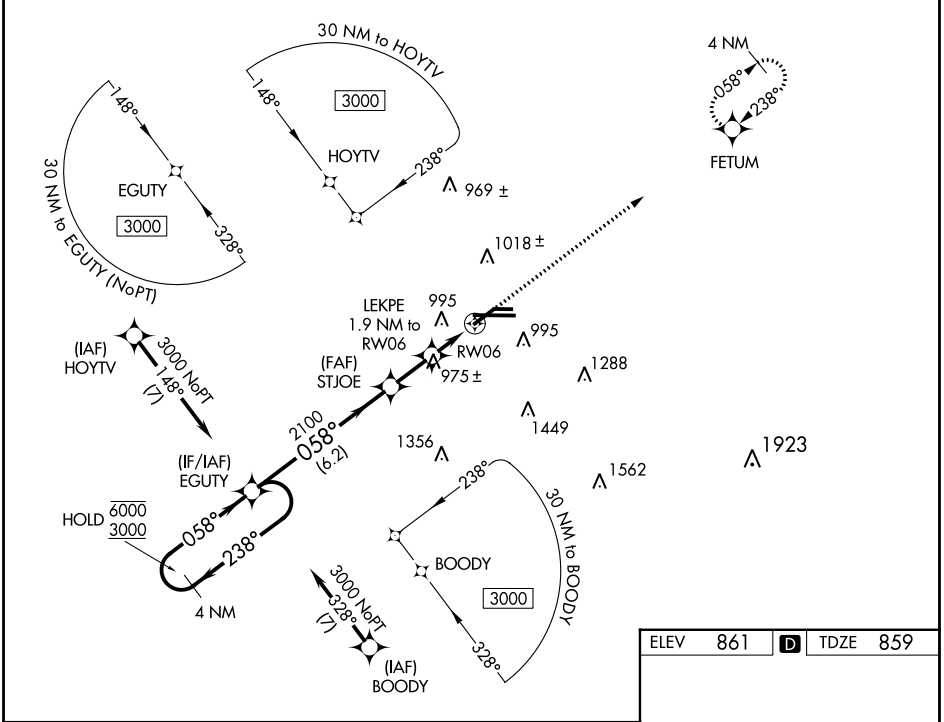 30 NM to HOYTV
148°
3000
HOYTV
238°
969 ±
4 NM
058°
238°
FETUM
148°
EGUTY
3000
328°
30 NM to EGUTY (NoPT)
1018 ±
LEKPE
1.9 NM to
RW06
995
RW06
995
975 ±
1288
1449
1356
1562
1923
(IAF)
HOYTV
3000 NoPT
148°
(7)
(FAF)
STJOE
2100
058°
(6.2)
(IF/IAF)
EGUTY
HOLD 6000
3000
058°
238°
4 NM
3000 NoPT
328°
(7)
(IAF)
BOODY
238°
BOODY
3000
328°
30 NM to BOODY
ELEV 861 D TDZE 859